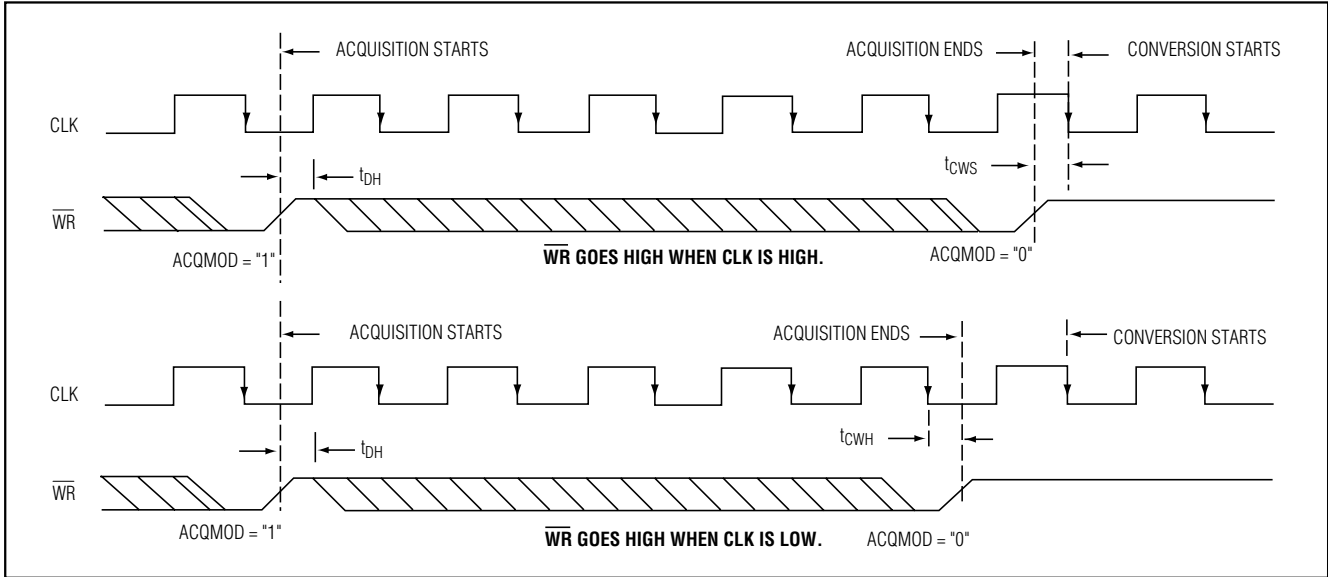 ACQUISITION STARTS
ACQUISITION ENDS
CONVERSION STARTS
CLK
tCWS
tDH
WR
ACQMOD = "1"
WR GOES HIGH WHEN CLK IS HIGH.
ACQMOD = "0"
ACQUISITION STARTS
ACQUISITION ENDS
CONVERSION STARTS
CLK
tCWH
tDH
WR
ACQMOD = "1"
WR GOES HIGH WHEN CLK IS LOW.
ACQMOD = "0"